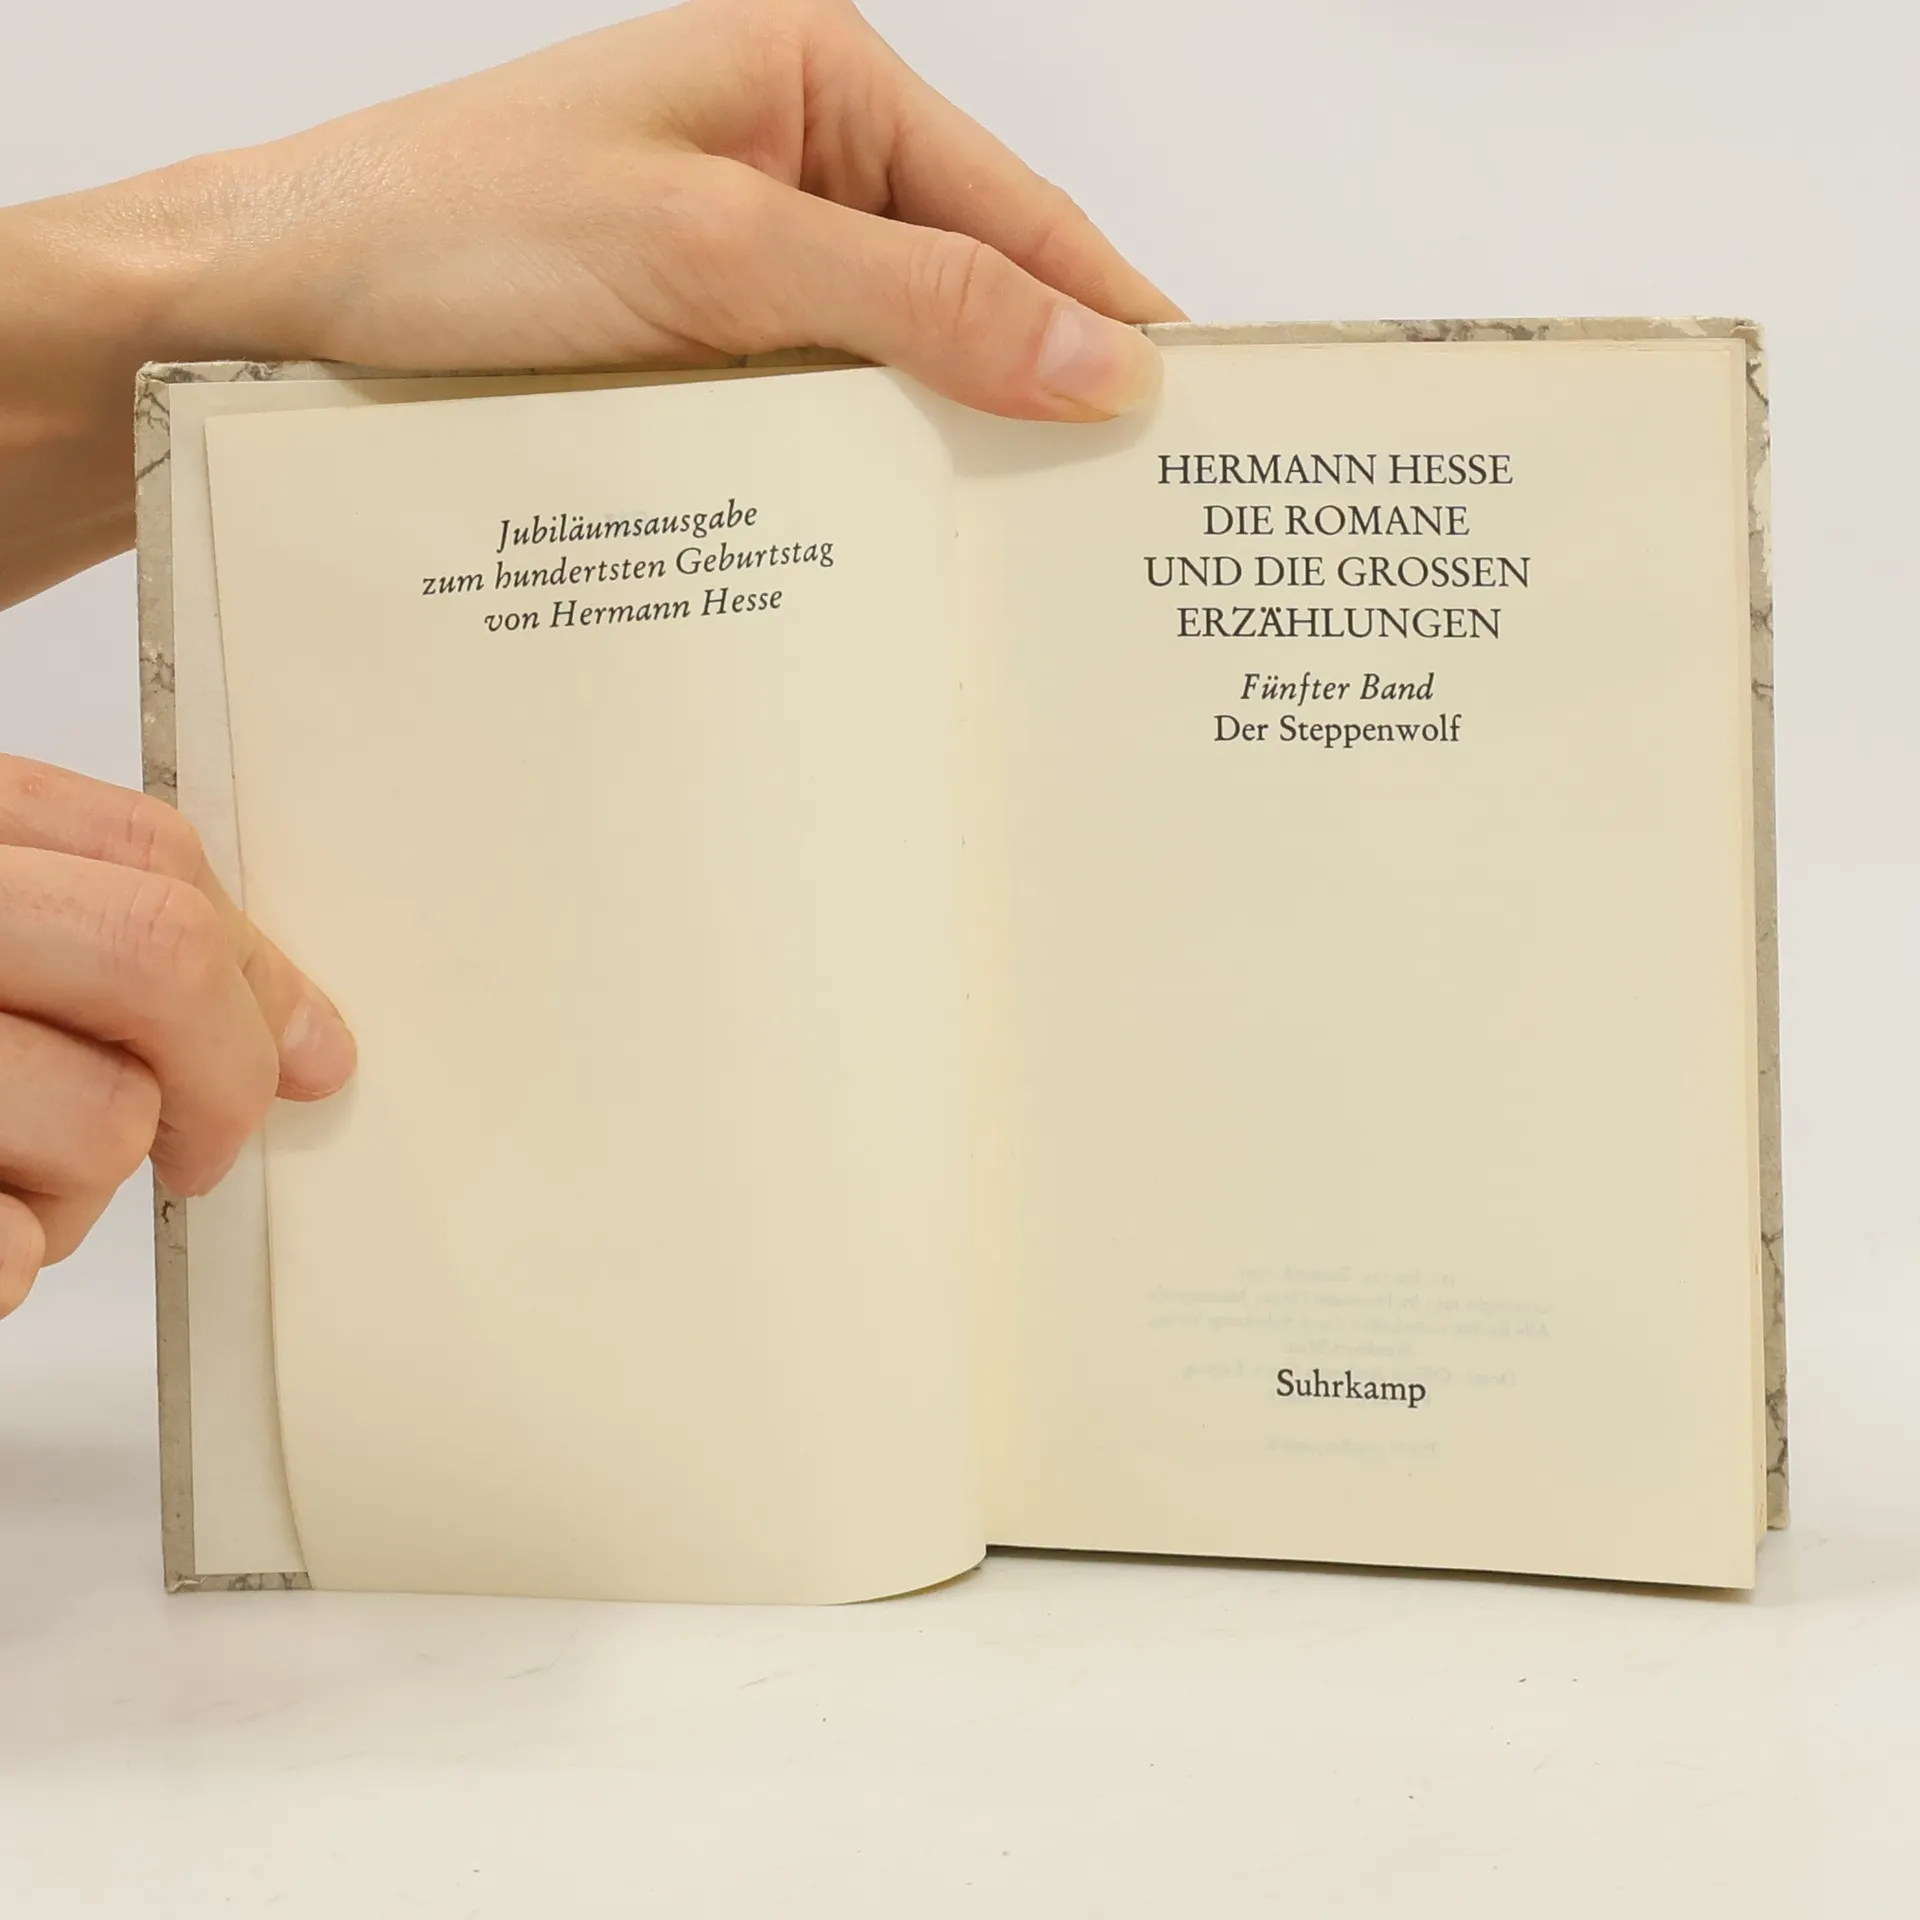 Jubiläumsausgabe
zum hundertsten Geburtstag
von Hermann Hesse
HERMANN HESSE
DIE ROMANE
UND DIE GROSSEN
ERZÄHLUNGEN
Fünfter Band
Der Steppenwolf
Suhrkamp